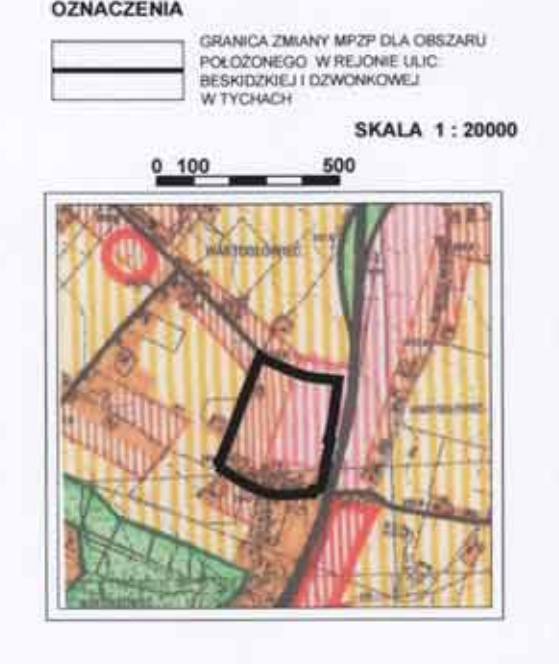 OZNACZENIA
GRANICA ZMIANY MPZP DLA OBSZARU
POŁOŻONEGO W REJONIE ULIC
BESKIDZKIEJ I DZWONKOWEJ
W TYCHACH
SKALA 1 : 20000
0 100 500